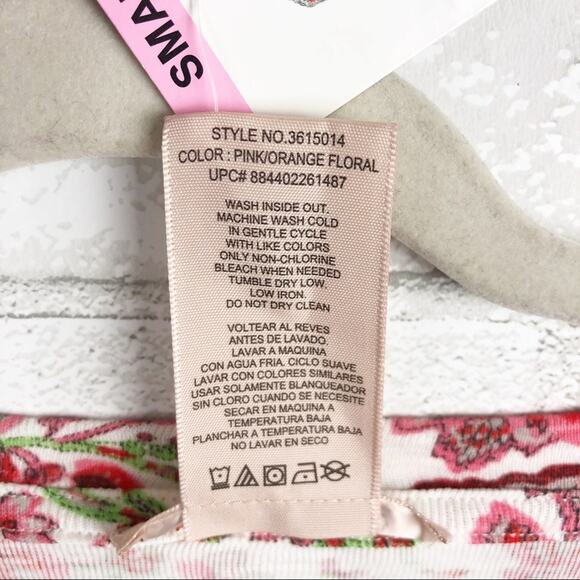 SMA
STYLE NO.3615014
COLOR : PINK/ORANGE FLORAL
UPC# 884402261487
WASH INSIDE OUT.
MACHINE WASH COLD
IN GENTLE CYCLE
WITH LIKE COLORS
ONLY NON-CHLORINE
BLEACH WHEN NEEDED
TUMBLE DRY LOW.
LOW IRON.
DO NOT DRY CLEAN
VOLTEAR AL REVES
ANTES DE LAVADO.
LAVAR A MAQUINA
CON AGUA FRIA. CICLO SUAVE
LAVAR CON COLORES SIMILARES
USAR SOLAMENTE BLANQUEADOR
SIN CLORO CUANDO SE NECESITE
SECAR EN MAQUINA A
TEMPERATURA BAJA
PLANCHAR A TEMPERATURA BAJA
NO LAVAR EN SECO